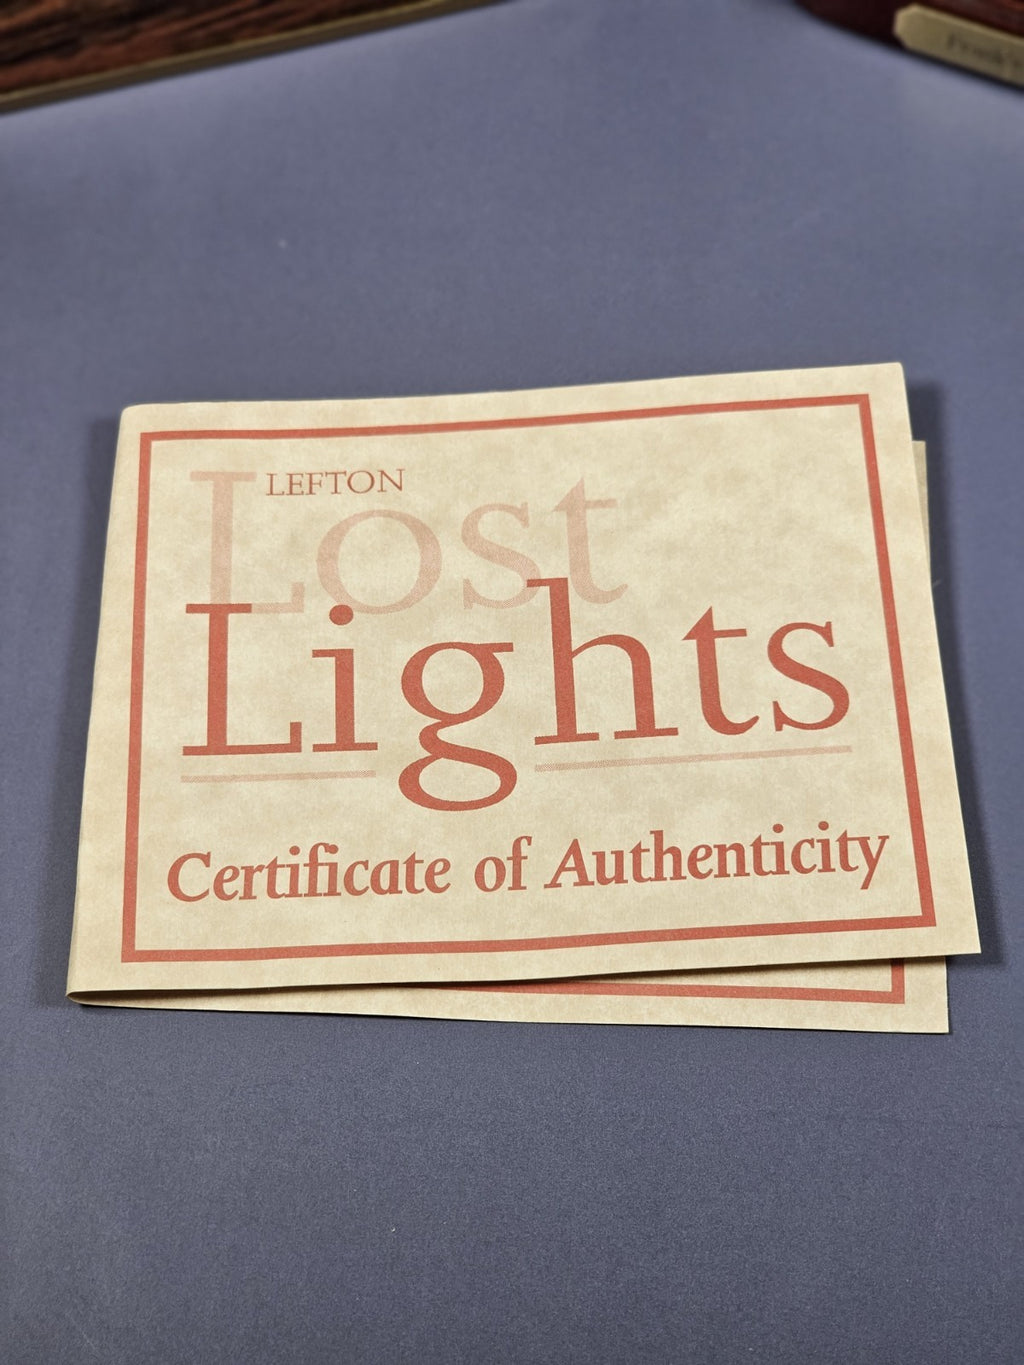 LEFTON
Lost
Lights
Certificate of Authenticity